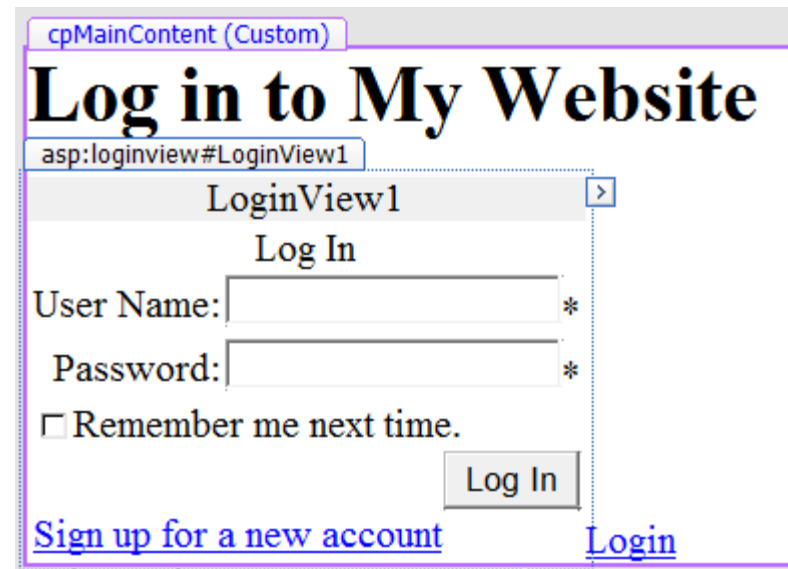 cpMainContent (Custom)
Log in to My Website
asp:loginview#LoginView1
LoginView1
Log In
User Name: *
Password: *
Remember me next time.
Log In
Sign up for a new account Login